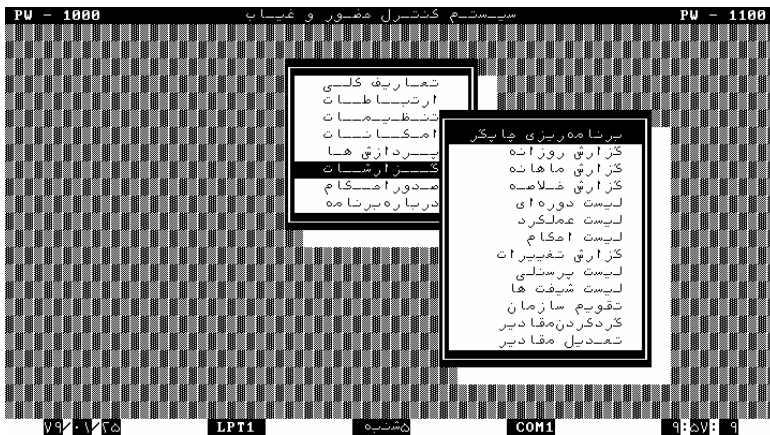 PW - 1000 سیستم کنترل حضور و غیاب PW - 1100
تعاریف کلی
ارتباطات
تنظیمات
امکانات
پردازش ها
گزارشات
صدور احکام
درباره برنامه
برنامه‌ریزی چاپگر
گزارش روزانه
گزارش ماهانه
گزارش خلاصه
لیست دوره‌ای
لیست عملکرد
لیست احکام
گزارش تغییرات
لیست پرسنلی
لیست شیفت ها
تقویم سازمان
گردکردن‌مقادیر
تعدیل مقادیر
۷۹/۰۱/۲۵ LPT1 ۵شنبه COM1 ۹:۵۷: ۹